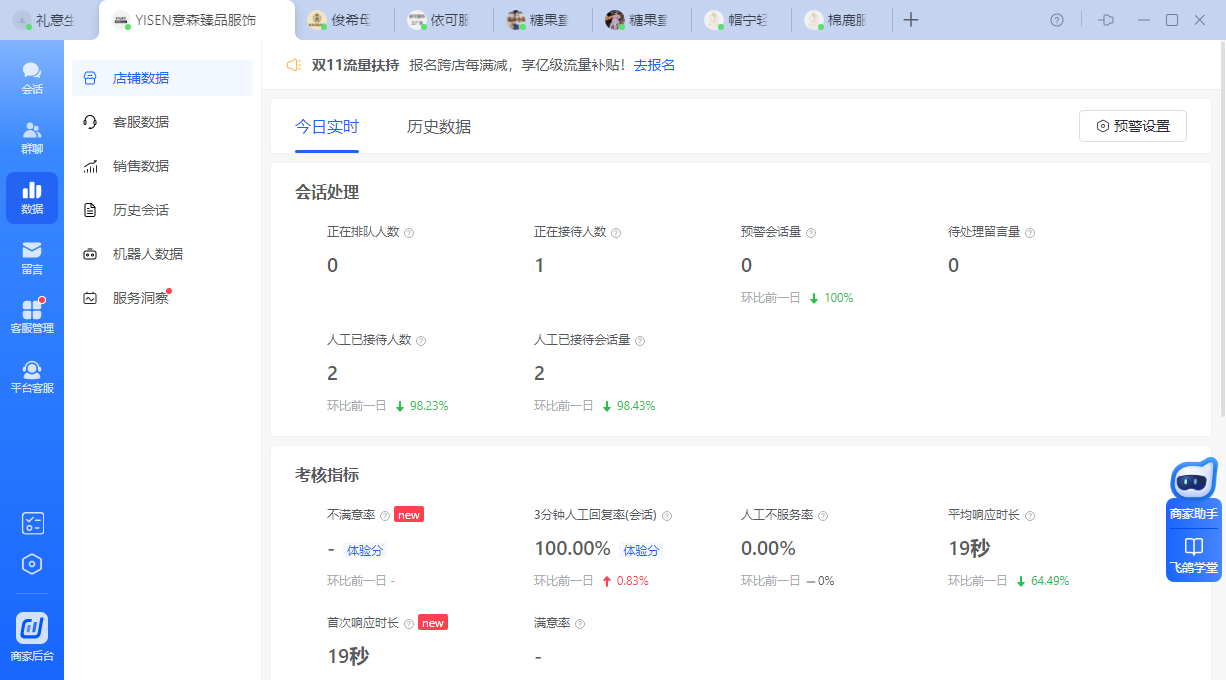 礼意生
YISEN意森臻品服饰
俊希母
依可服
糖果童
糖果童
帽宁轻
棉鹿服
会话
群聊
数据
留言
客服管理
平台客服
商家后台
店铺数据
客服数据
销售数据
历史会话
机器人数据
服务洞察
双11流量扶持 报名跨店每满减，享亿级流量补贴！去报名
今日实时 历史数据
预警设置
会话处理
正在排队人数 正在接待人数 预警会话量 待处理留言量
0 1 0 0
环比前一日 100%
人工已接待人数 人工已接待会话量
2 2
环比前一日 98.23% 环比前一日 98.43%
考核指标
不满意率 new 3分钟人工回复率(会话) 人工不服务率 平均响应时长
- 体验分 100.00% 体验分 0.00% 19秒
环比前一日 - 环比前一日 0.83% 环比前一日 0% 环比前一日 64.49%
首次响应时长 new 满意率
19秒 -
商家助手
飞鸽学堂